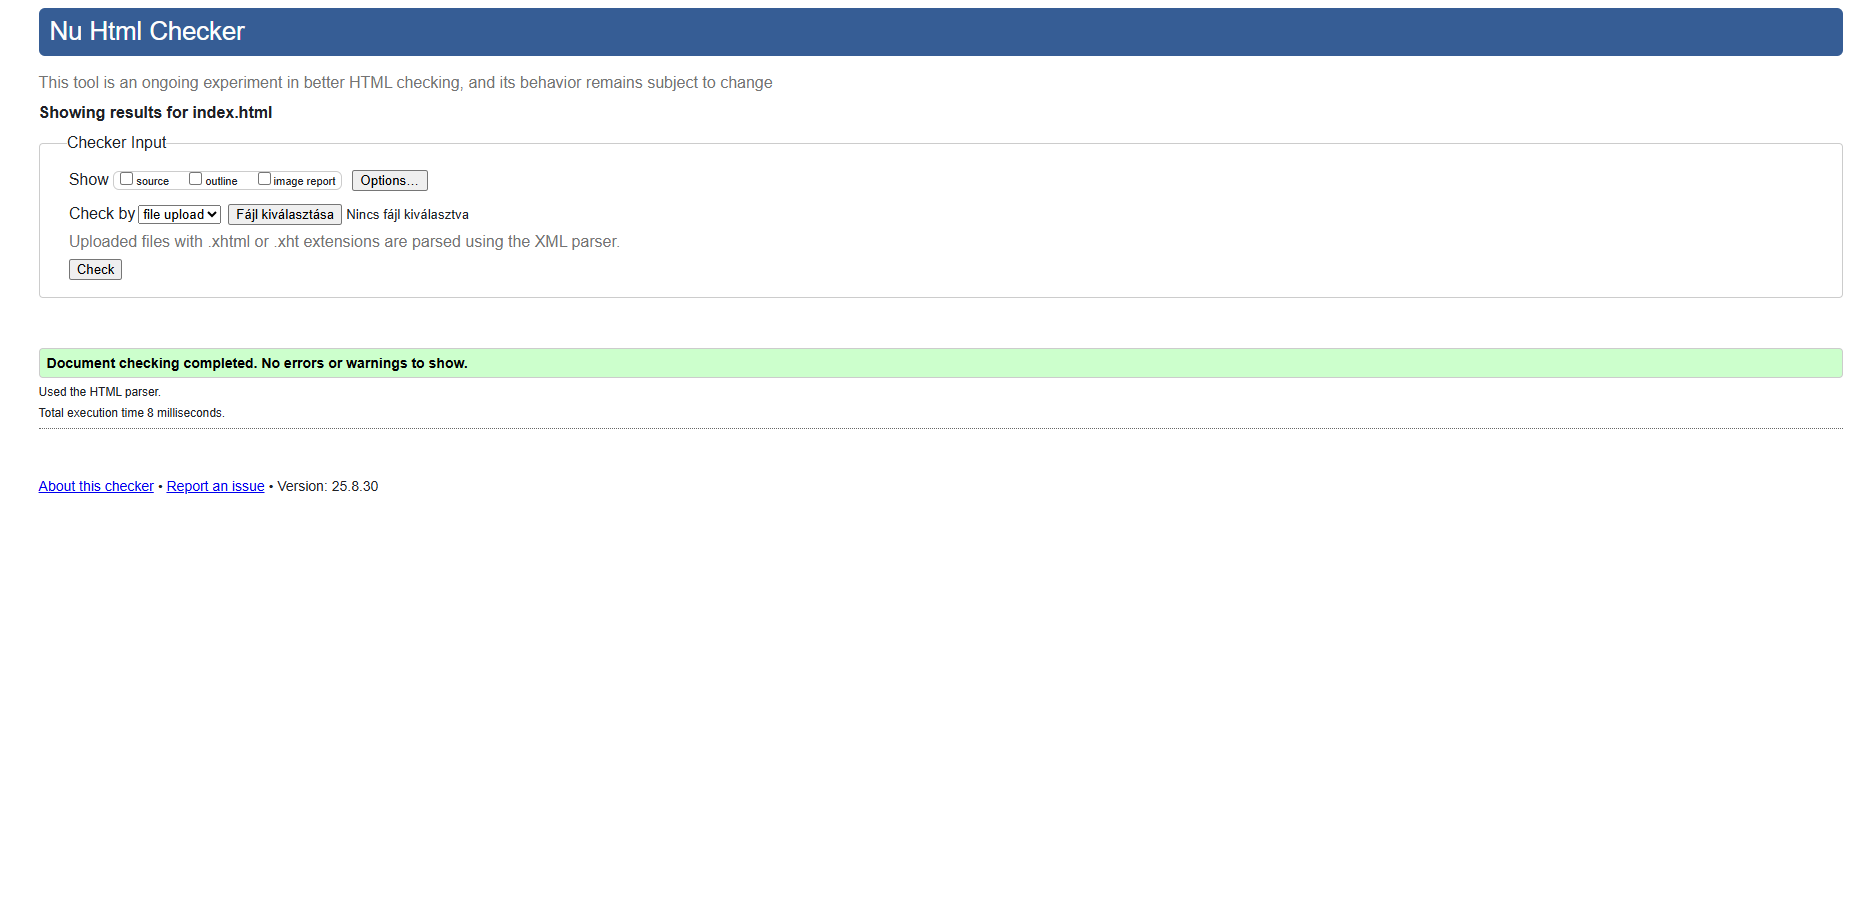 Nu Html Checker
This tool is an ongoing experiment in better HTML checking, and its behavior remains subject to change
Showing results for index.html
Checker Input
Show source outline image report Options...
Check by file upload Fájl kiválasztása Nincs fájl kiválasztva
Uploaded files with .xhtml or .xht extensions are parsed using the XML parser.
Check
Document checking completed. No errors or warnings to show.
Used the HTML parser.
Total execution time 8 milliseconds.
About this checker • Report an issue • Version: 25.8.30